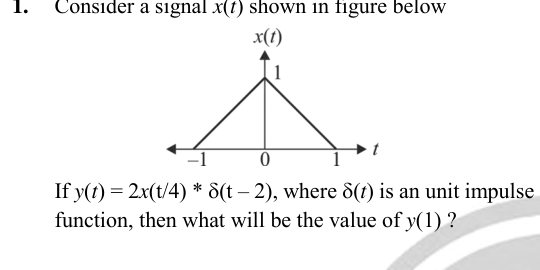 1. Consider a signal x(t) shown in figure below
x(t)
1
–1 0 1 t
If y(t) = 2x(t/4) * δ(t – 2), where δ(t) is an unit impulse
function, then what will be the value of y(1) ?